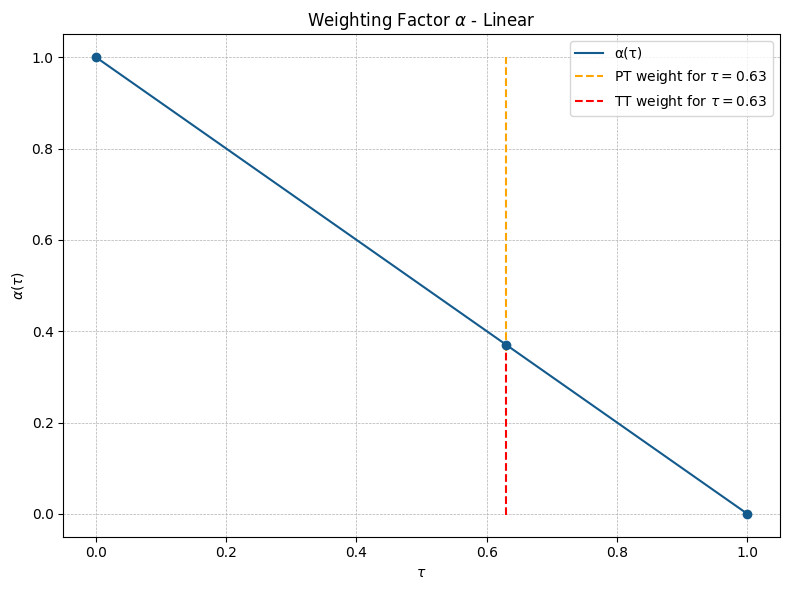 Weighting Factor α - Linear
α(τ)
PT weight for τ = 0.63
TT weight for τ = 0.63
1.0
0.8
0.6
0.4
0.2
0.0
α(τ)
0.0 0.2 0.4 0.6 0.8 1.0
τ